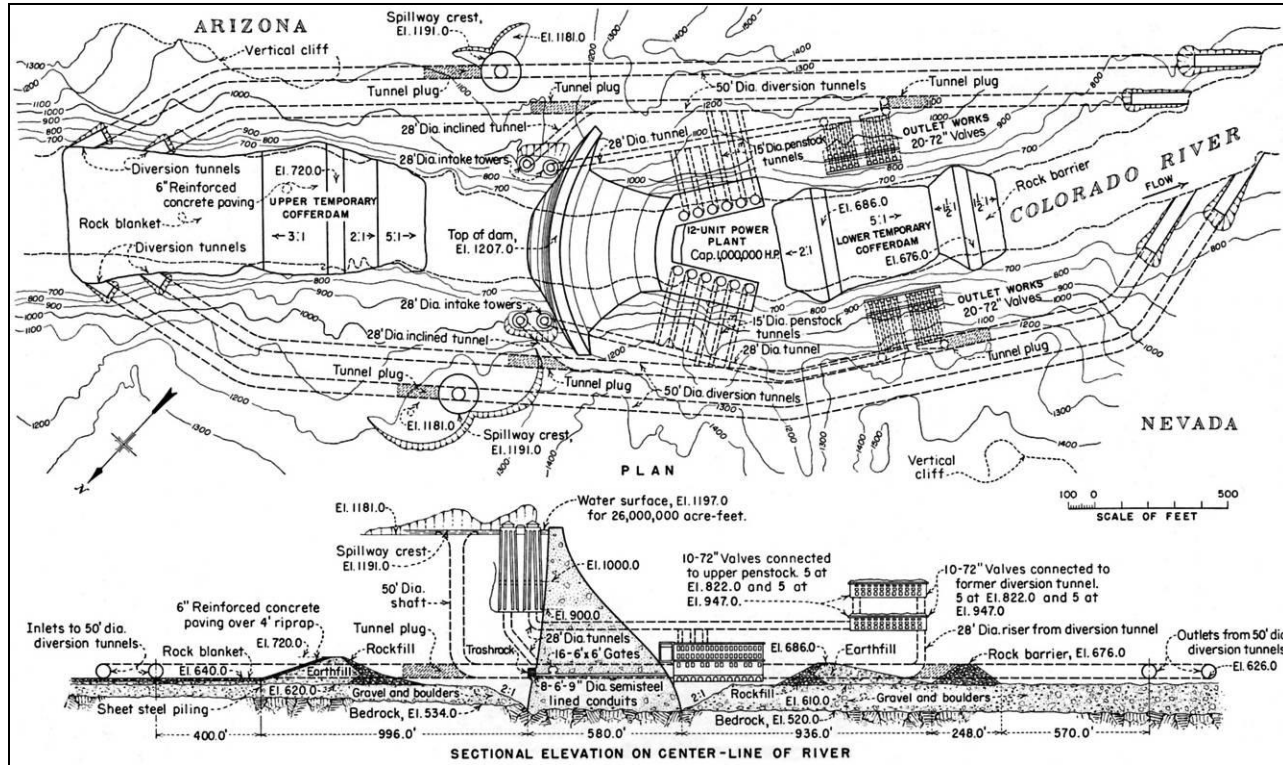 ARIZONA
Vertical cliff
Spillway crest,
El. 1191.0
El. 1181.0
1300
1200
1100
1000
900
800
700
1400
1500
Tunnel plug
Tunnel plug
50' Dia. diversion tunnels
Tunnel plug
28' Dia. inclined tunnel
28' Dia. tunnel
15' Dia. penstock
tunnels
OUTLET WORKS
20-72" Valves
28' Dia. intake towers
Diversion tunnels
6" Reinforced
concrete paving
El. 720.0
UPPER TEMPORARY
COFFERDAM
Rock blanket
3:1
2:1
5:1
Top of dam,
El. 1207.0
12-UNIT POWER
PLANT
Cap. 1,000,000 H.P.
El. 686.0
5:1
LOWER TEMPORARY
COFFERDAM
2:1
El. 676.0
1½:1
1½:1
Rock barrier
COLORADO RIVER
FLOW
Diversion tunnels
28' Dia. intake towers
28' Dia. inclined tunnel
15' Dia. penstock
tunnels
28' Dia. tunnel
OUTLET WORKS
20-72" Valves
Tunnel plug
Tunnel plug
Tunnel plug
50' Dia. diversion tunnels
El. 1181.0
Spillway crest,
El. 1191.0
N
NEVADA
PLAN
Vertical
cliff
100 0 500
SCALE OF FEET
El. 1181.0
Water surface, El. 1197.0
for 26,000,000 acre-feet.
Spillway crest
El. 1191.0
El. 1000.0
50' Dia.
shaft
El. 900.0
10-72" Valves connected
to upper penstock. 5 at
El. 822.0 and 5 at
El. 947.0.
10-72" Valves connected to
former diversion tunnel.
5 at El. 822.0 and 5 at
El. 947.0.
6" Reinforced concrete
paving over 4' riprap
El. 720.0
Inlets to 50' dia.
diversion tunnels
Rock blanket
El. 640.0
Rockfill
Tunnel plug
Trashrack
28' Dia. tunnels
16-6'x6' Gates
El. 686.0
Earthfill
28' Dia. riser from diversion tunnel
Rock barrier, El. 676.0
Outlets from 50' dia.
diversion tunnels
El. 626.0
Earthfill
El. 620.0
Sheet steel piling
Gravel and boulders
2:1
8-6'-9" Dia. semisteel
lined conduits
2:1
Rockfill
El. 610.0
Gravel and boulders
Bedrock, El. 534.0
Bedrock, El. 520.0
400.0'
996.0'
580.0'
936.0'
248.0'
570.0'
SECTIONAL ELEVATION ON CENTER-LINE OF RIVER